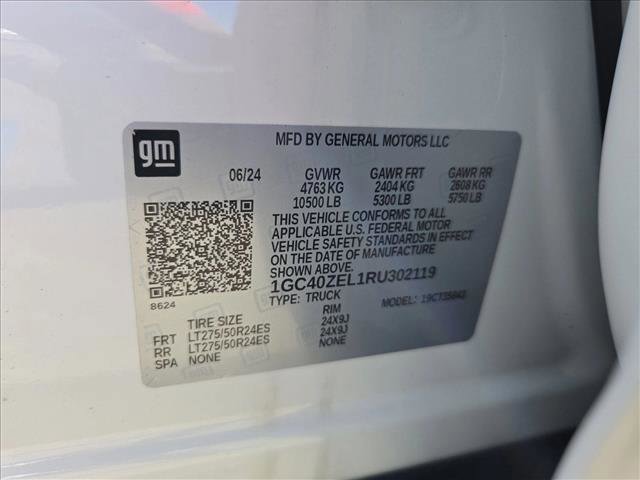 gm
MFD BY GENERAL MOTORS LLC
06/24 GVWR GAWR FRT GAWR RR
4763 KG 2404 KG 2608 KG
10500 LB 5300 LB 5750 LB
THIS VEHICLE CONFORMS TO ALL
APPLICABLE U.S. FEDERAL MOTOR
VEHICLE SAFETY STANDARDS IN EFFECT
ON THE DATE OF MANUFACTURE
SHOWN ABOVE
1GC40ZEL1RU302119
8624
TYPE: TRUCK MODEL:
TIRE SIZE RIM
FRT LT275/50R24ES 24X9J
RR LT275/50R24ES 24X9J
SPA NONE NONE